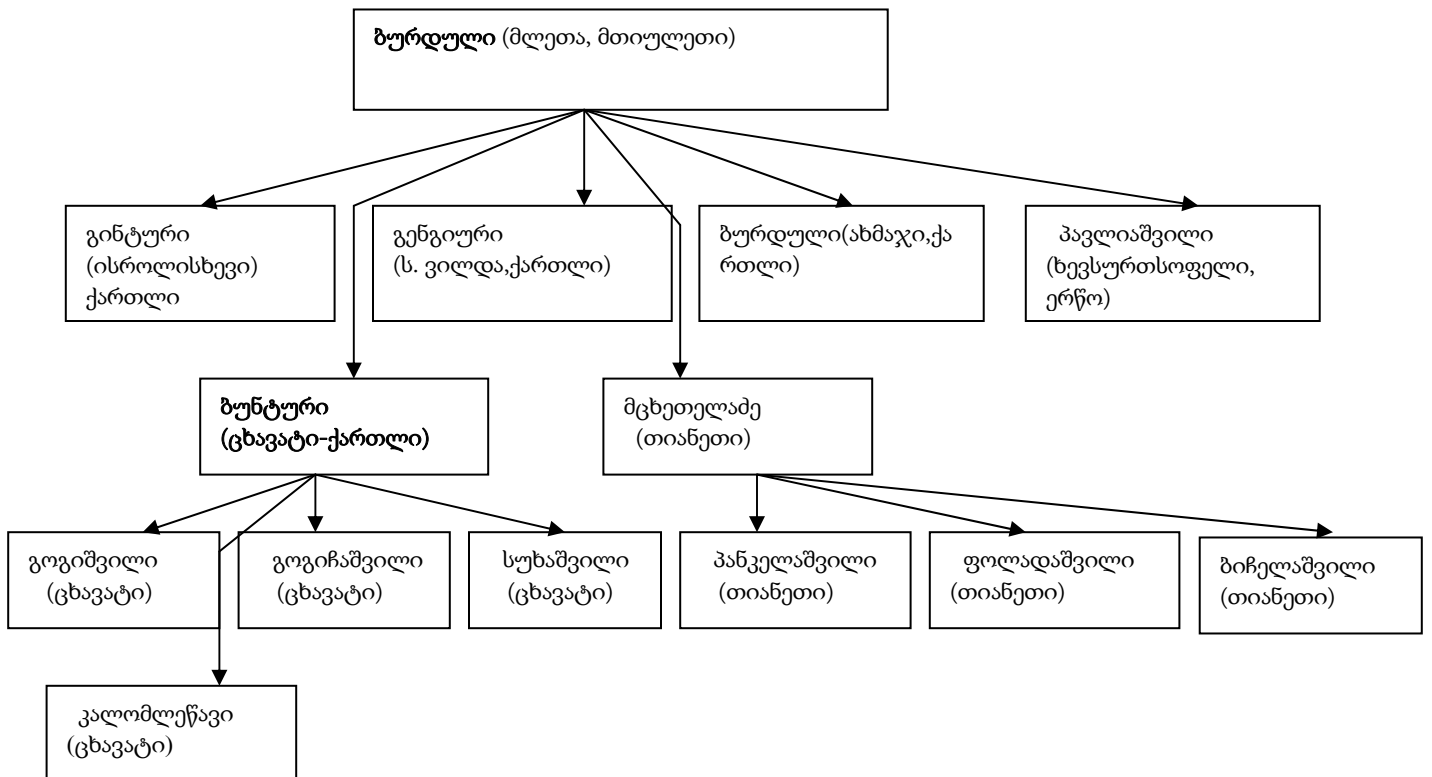 ბურდული (მლეთა, მთიულეთი)
გინტური
(ისროლისხევი)
ქართლი
გენგიური
(ს. ვილდა,ქართლი)
ბურდული(ახმაჯი,ქა
რთლი)
პავლიაშვილი
(ხევსურთსოფელი,
ერწო)
ბუნტური
(ცხავატი-ქართლი)
მცხეთელაძე
(თიანეთი)
გოგიშვილი
(ცხავატი)
გოგიჩაშვილი
(ცხავატი)
სუხაშვილი
(ცხავატი)
პანკელაშვილი
(თიანეთი)
ფოლადაშვილი
(თიანეთი)
ბიჩელაშვილი
(თიანეთი)
კალომლეწავი
(ცხავატი)